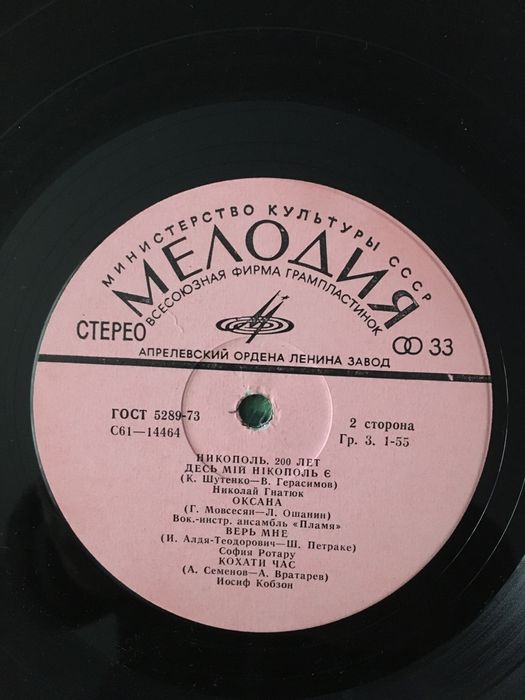 МИНИСТЕРСТВО КУЛЬТУРЫ СССР
МЕЛОДИЯ
ВСЕСОЮЗНАЯ ФИРМА ГРАМПЛАСТИНОК
СТЕРЕО
33
АПРЕЛЕВСКИЙ ОРДЕНА ЛЕНИНА ЗАВОД
ГОСТ 5289-73
2 сторона
С61—14464
Гр. 3. 1-55
НИКОПОЛЬ. 200 ЛЕТ
ДЕСЬ МІЙ НІКОПОЛЬ Є
(К. Шутенко—В. Герасимов)
Николай Гнатюк
ОКСАНА
(Г. Мовсесян—Л. Ошанин)
Вок.-инстр. ансамбль «Пламя»
ВЕРЬ МНЕ
(И. Алдя-Теодорович—Ш. Петраке)
София Ротару
КОХАТИ ЧАС
(А. Семенов—А. Вратарев)
Иосиф Кобзон